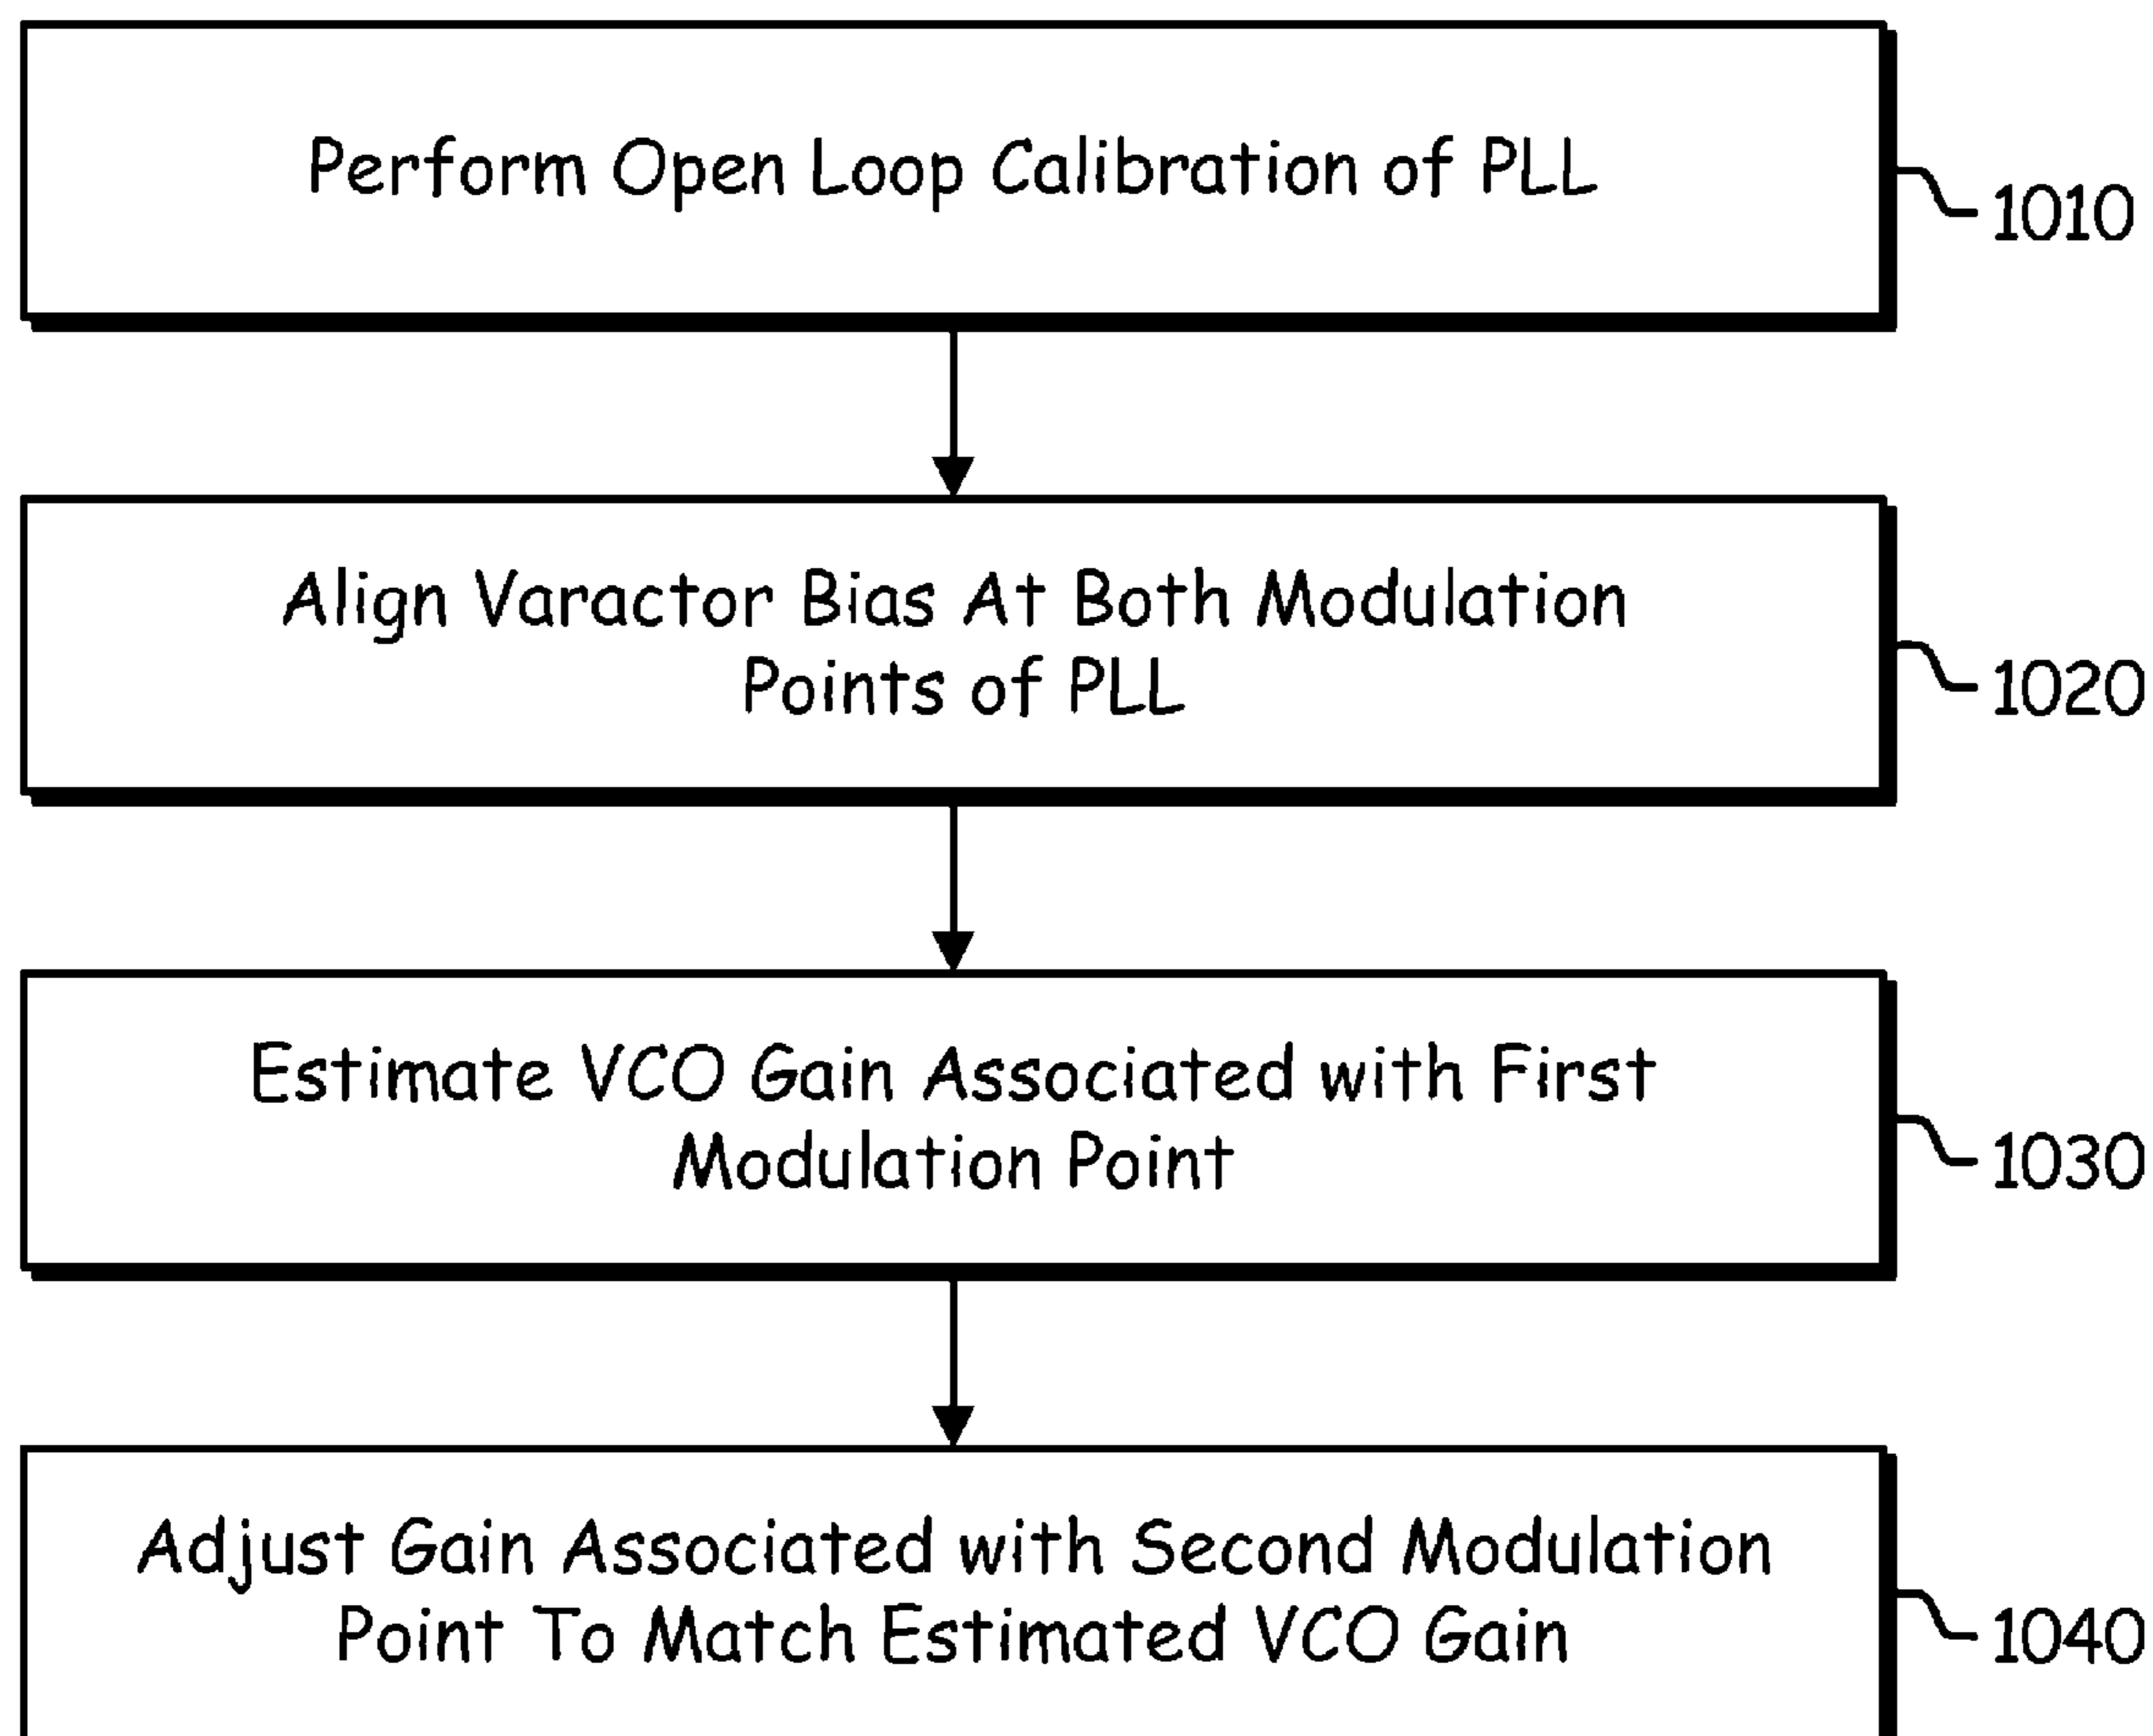 Perform Open Loop Calibration of PLL
1010
Align Varactor Bias At Both Modulation
Points of PLL
1020
Estimate VCO Gain Associated with First
Modulation Point
1030
Adjust Gain Associated with Second Modulation
Point To Match Estimated VCO Gain
1040